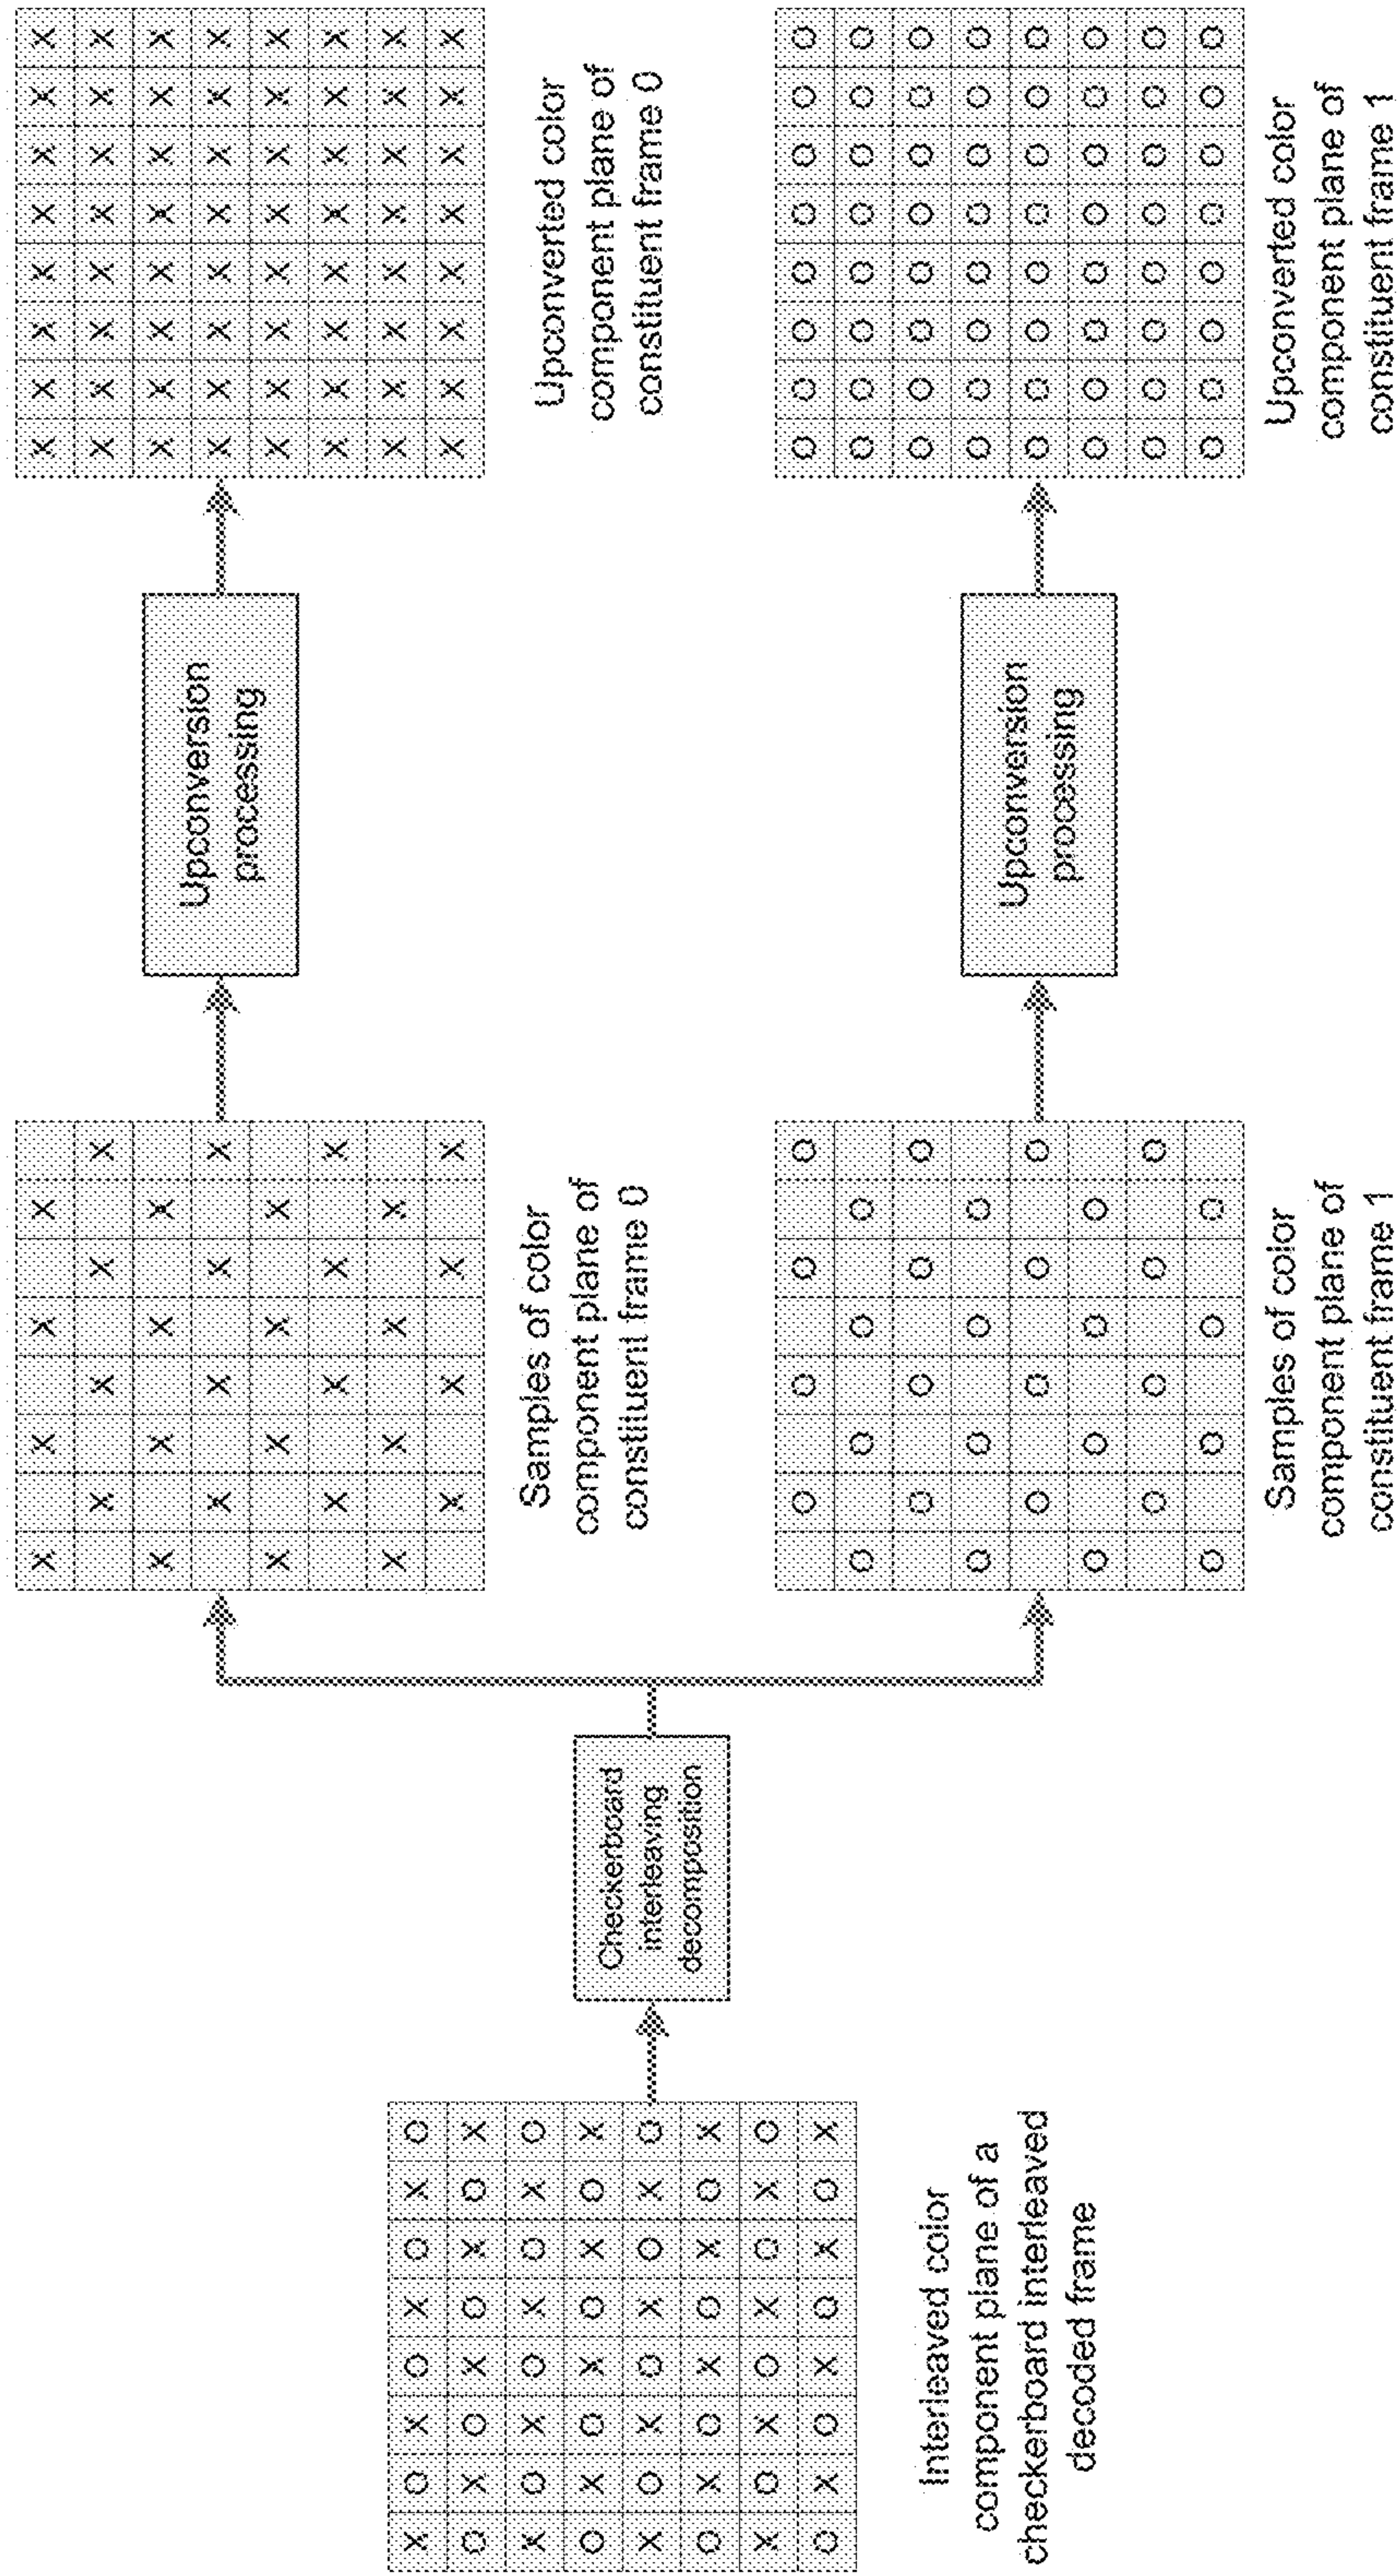 Interleaved color
component plane of a
checkerboard interleaved
decoded frame
Checkerboard
interleaving
decomposition
Samples of color
component plane of
constituent frame 0
Upconversion
processing
Upconverted color
component plane of
constituent frame 0
Samples of color
component plane of
constituent frame 1
Upconversion
processing
Upconverted color
component plane of
constituent frame 1